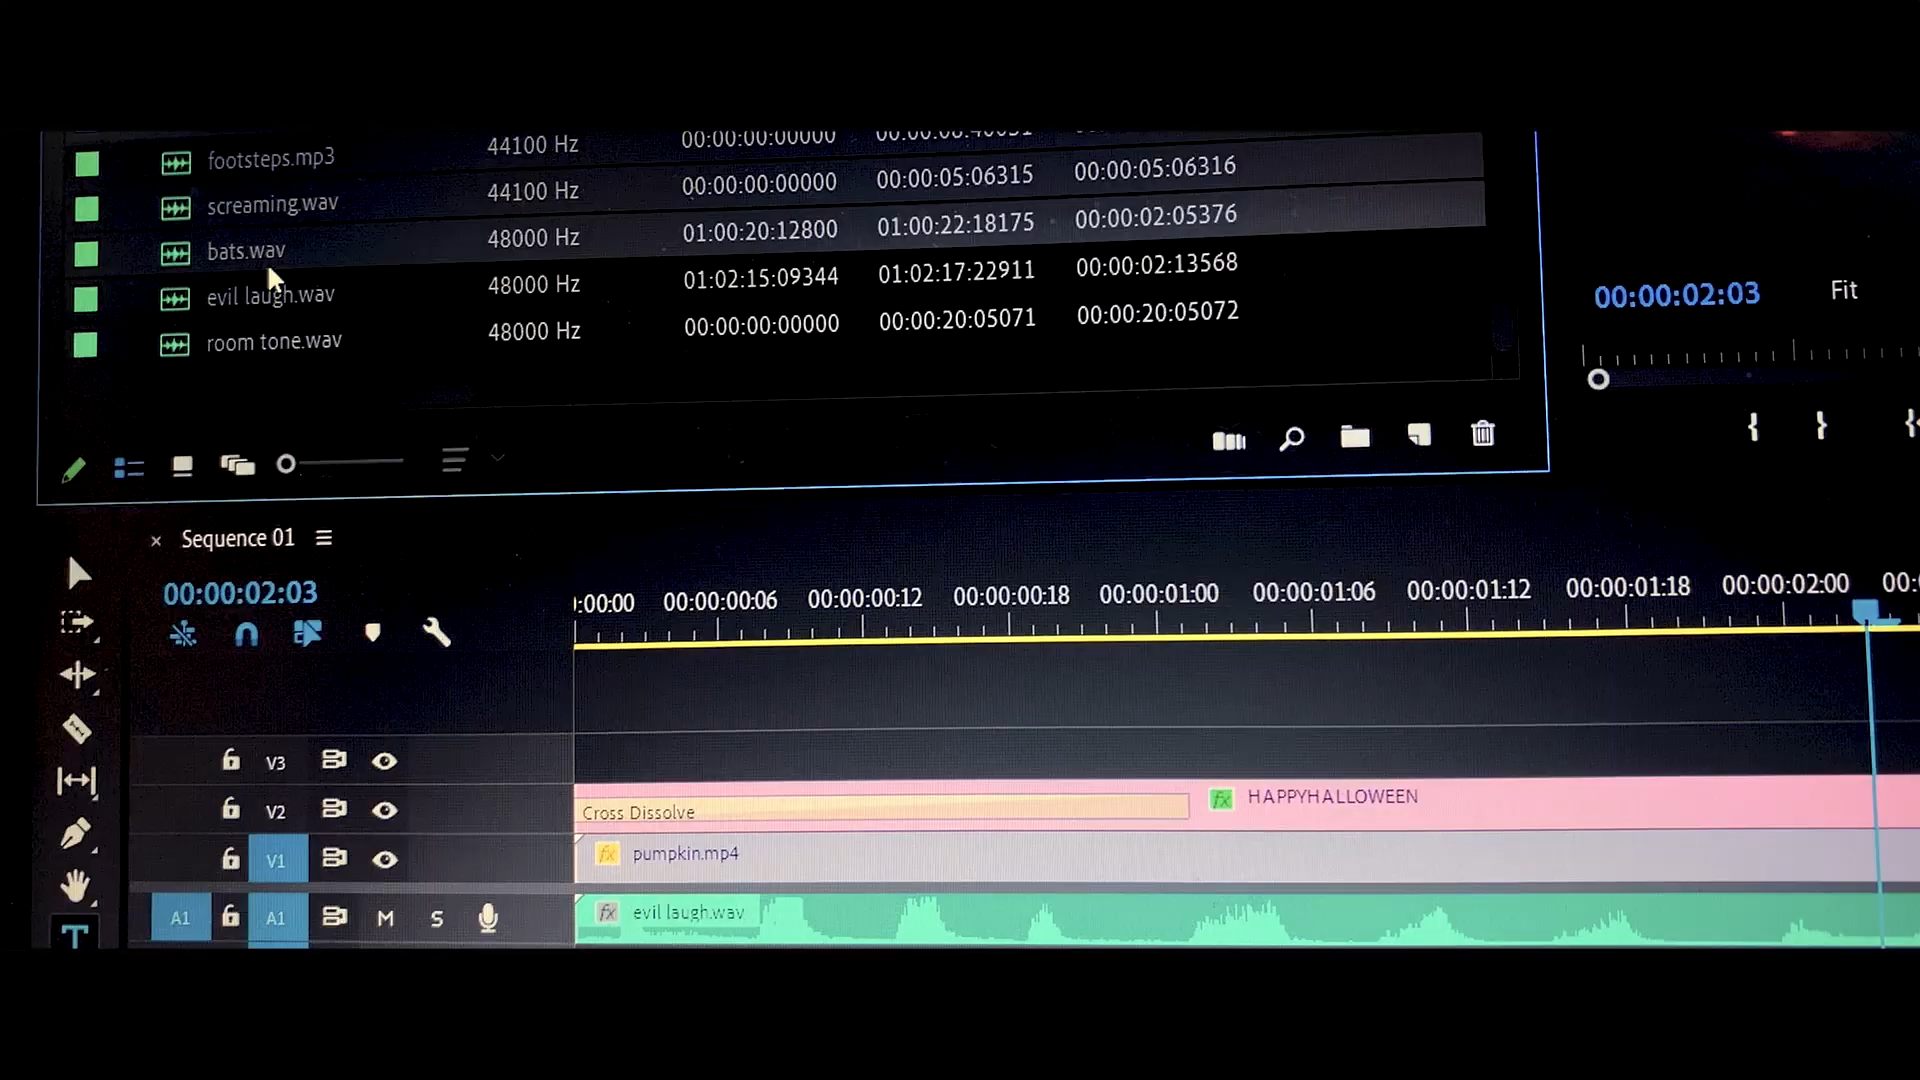 footsteps.mp3 44100 Hz 00:00:00:00000
screaming.wav 44100 Hz 00:00:00:00000 00:00:05:06315 00:00:05:06316
bats.wav 48000 Hz 01:00:20:12800 01:00:22:18175 00:00:02:05376
evil laugh.wav 48000 Hz 01:02:15:09344 01:02:17:22911 00:00:02:13568
room tone.wav 48000 Hz 00:00:00:00000 00:00:20:05071 00:00:20:05072
00:00:02:03 Fit
× Sequence 01
00:00:02:03
:00:00 00:00:00:06 00:00:00:12 00:00:00:18 00:00:01:00 00:00:01:06 00:00:01:12 00:00:01:18 00:00:02:00 00:
V3
V2 Cross Dissolve fx HAPPYHALLOWEEN
V1 fx pumpkin.mp4
A1 A1 M S fx evil laugh.wav
T